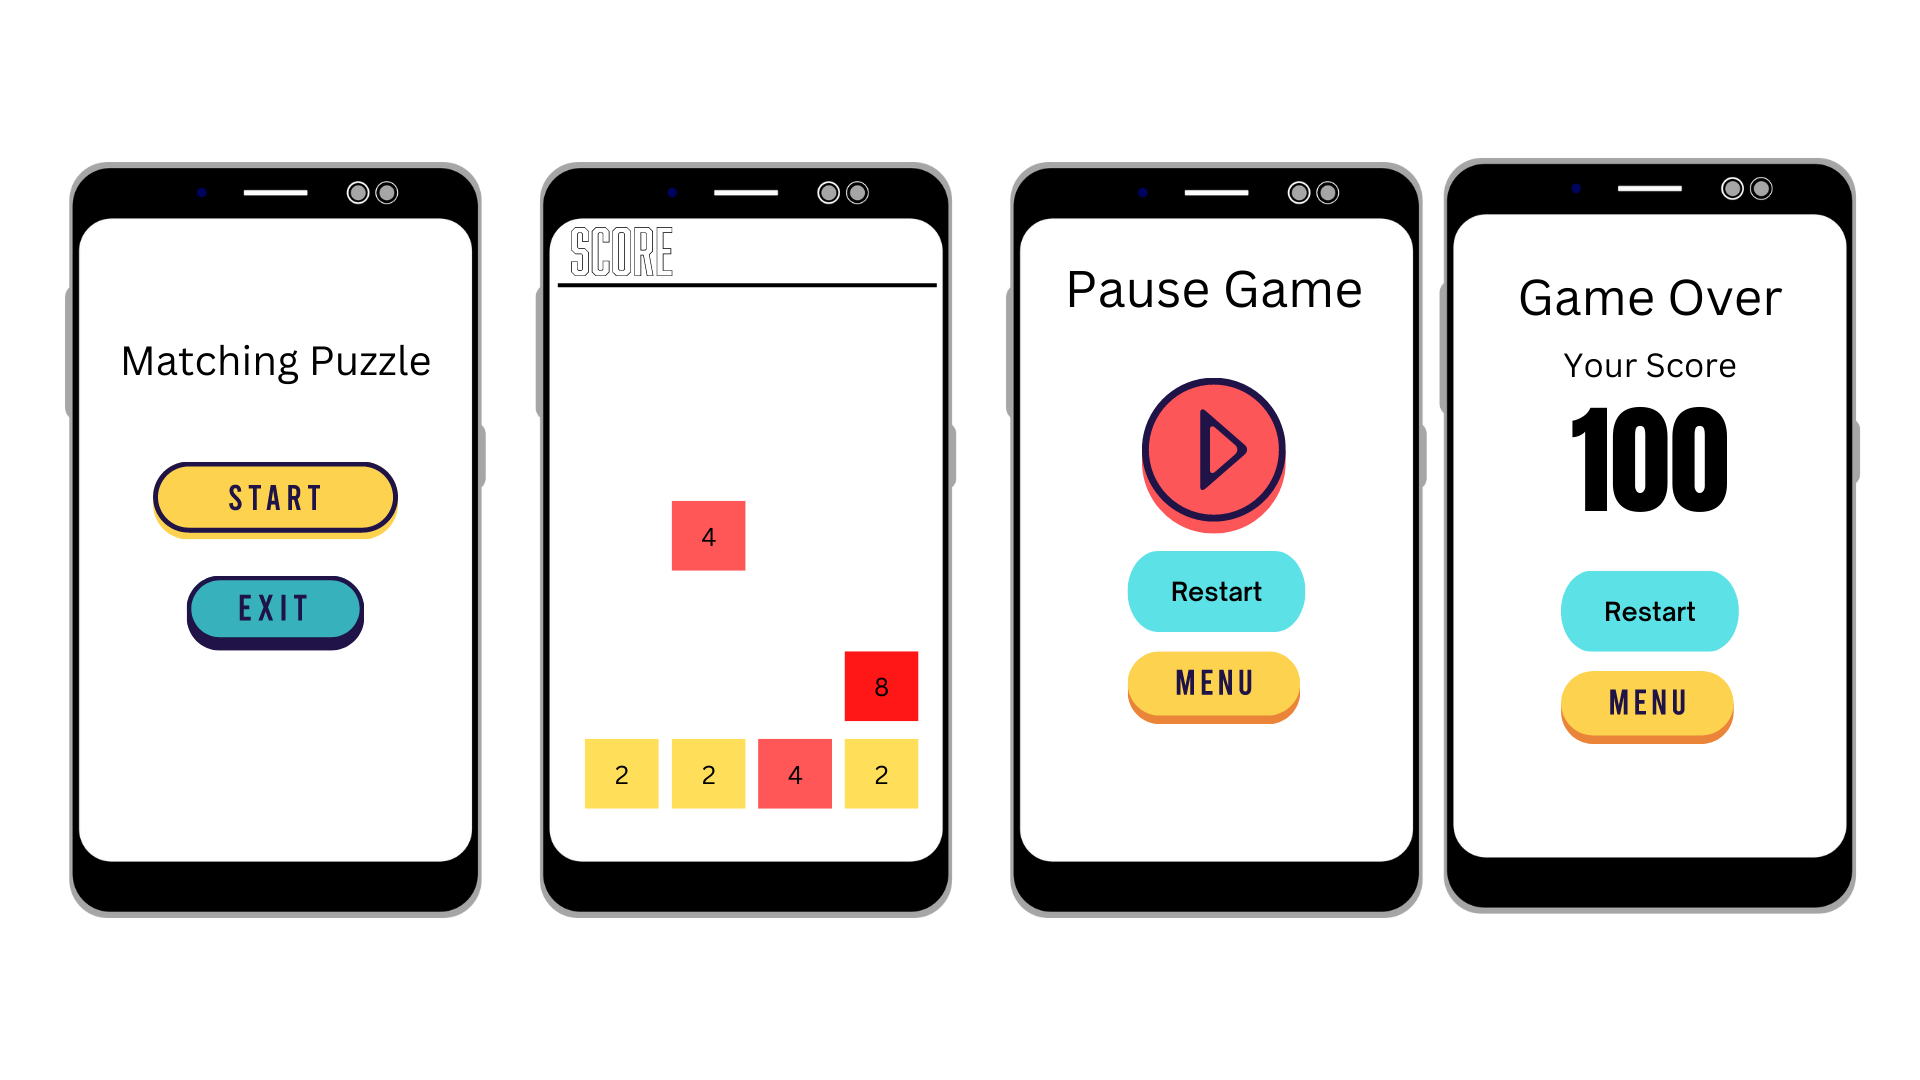 Matching Puzzle
START
EXIT
SCORE
4
8
2 2 4 2
Pause Game
Restart
MENU
Game Over
Your Score
100
Restart
MENU